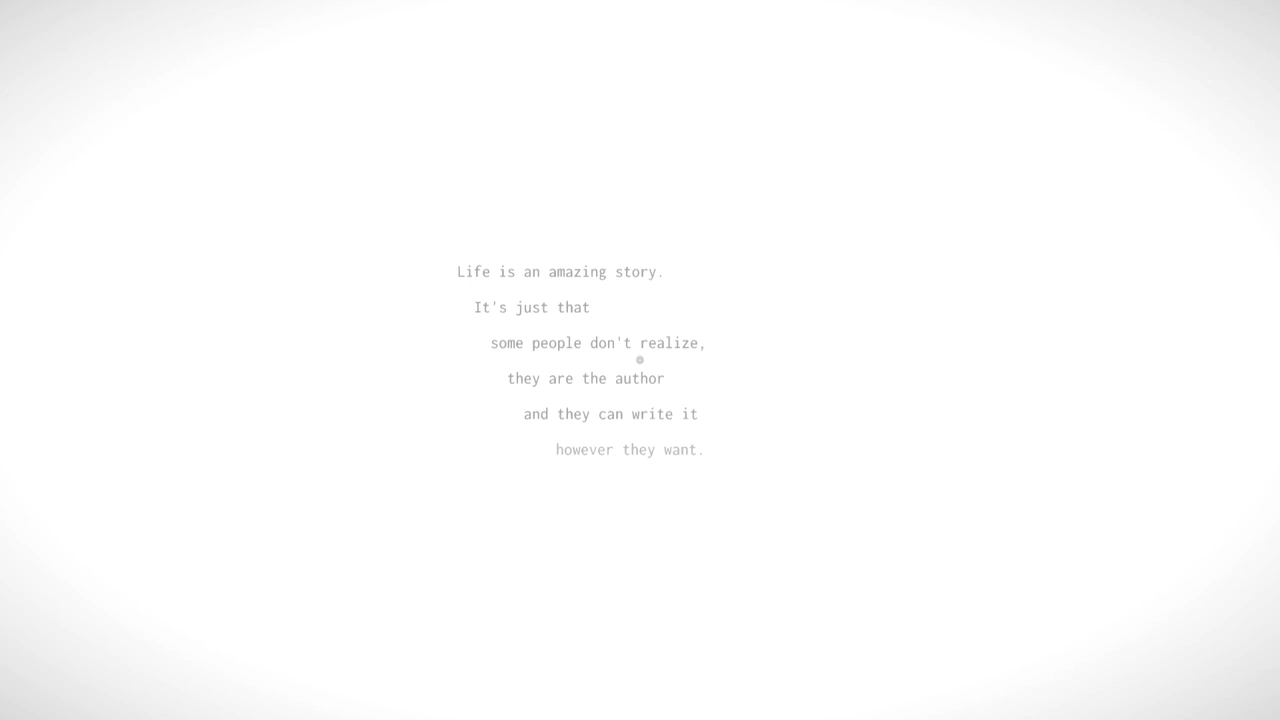 Life is an amazing story.
It's just that
some people don't realize,
they are the author
and they can write it
however they want.